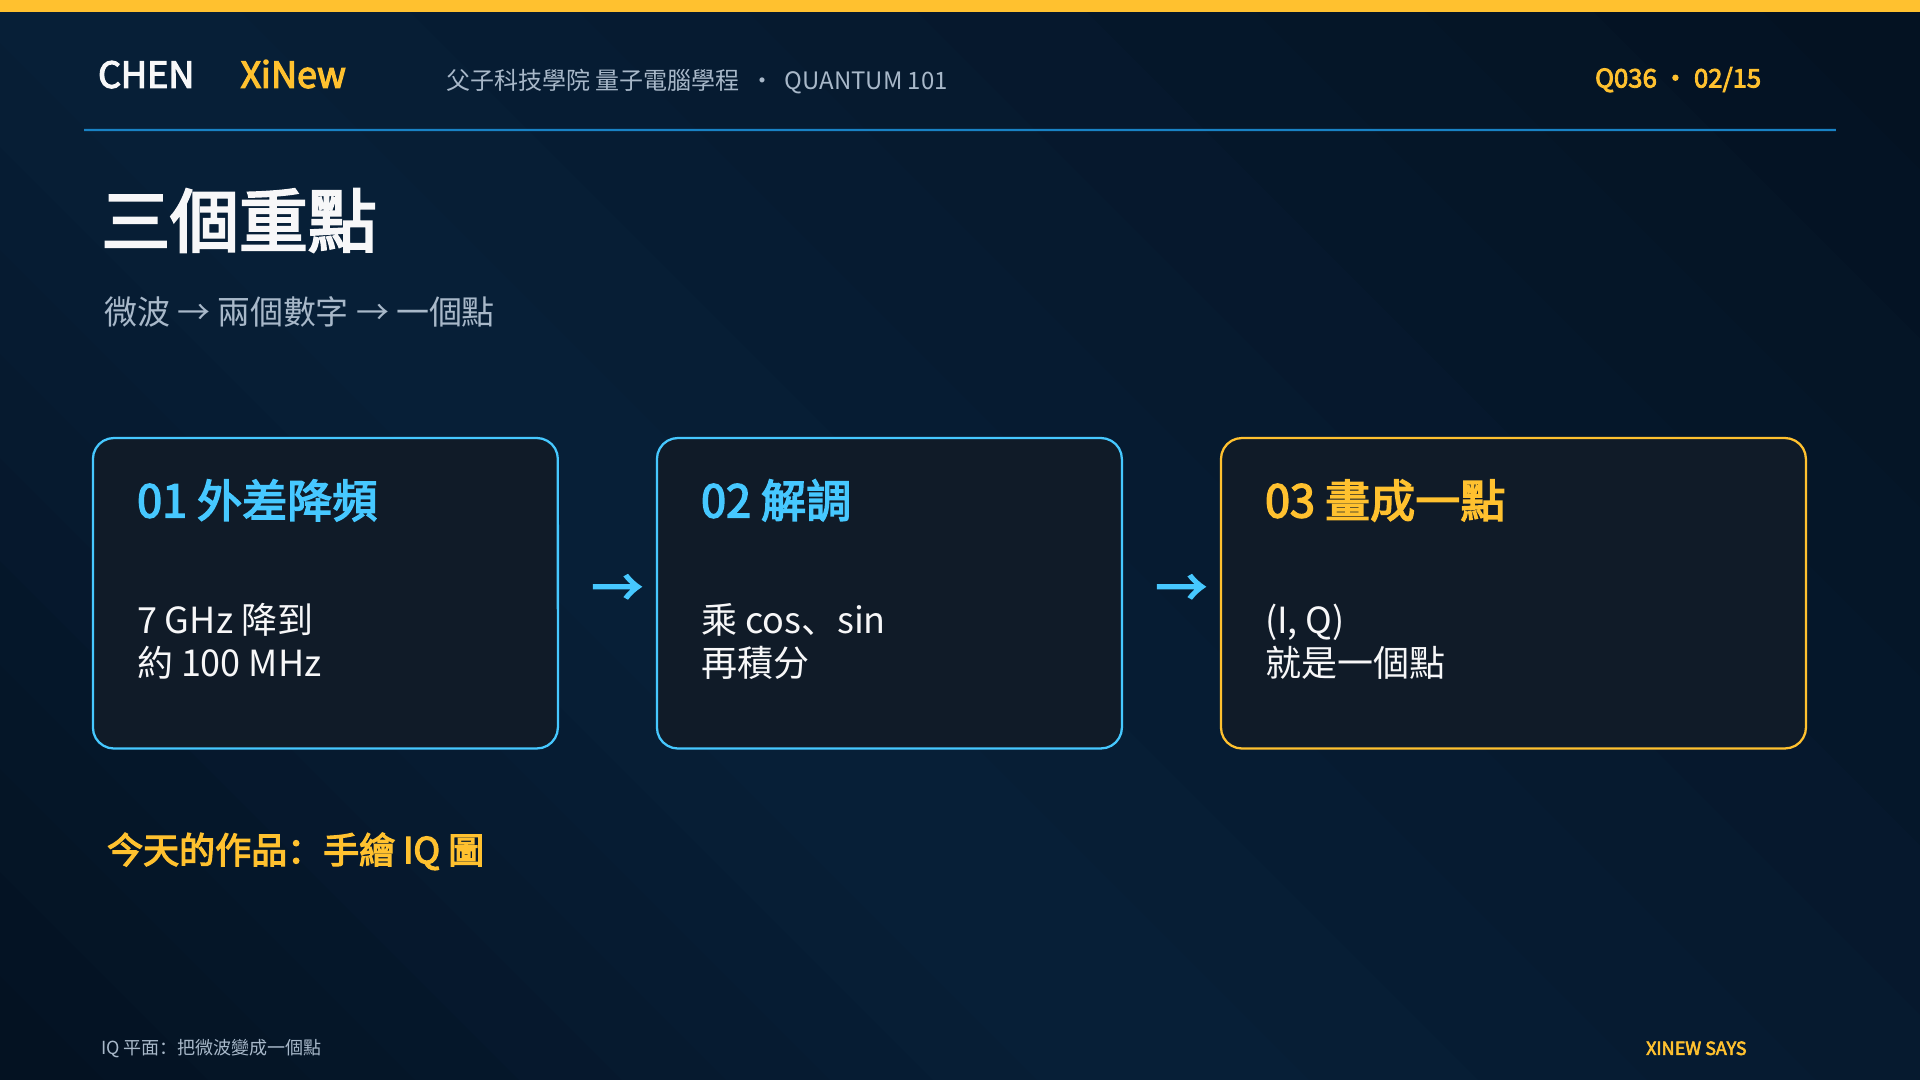 CHEN XiNew 父子科技學院 量子電腦學程 • QUANTUM 101 Q036 • 02/15
三個重點
微波 → 兩個數字 → 一個點
01 外差降頻
7 GHz 降到
約 100 MHz
→
02 解調
乘 cos、sin
再積分
→
03 畫成一點
(I, Q)
就是一個點
今天的作品：手繪 IQ 圖
IQ 平面：把微波變成一個點
XINEW SAYS